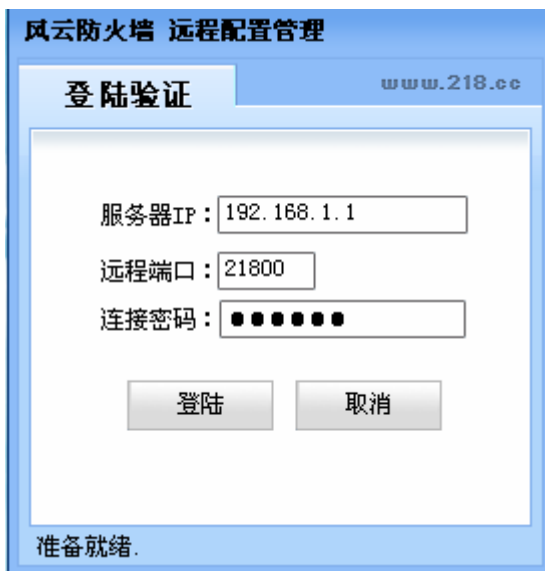 风云防火墙 远程配置管理
登陆验证
www.218.cc
服务器IP：192.168.1.1
远程端口：21800
连接密码：●●●●●●
登陆 取消
准备就绪.